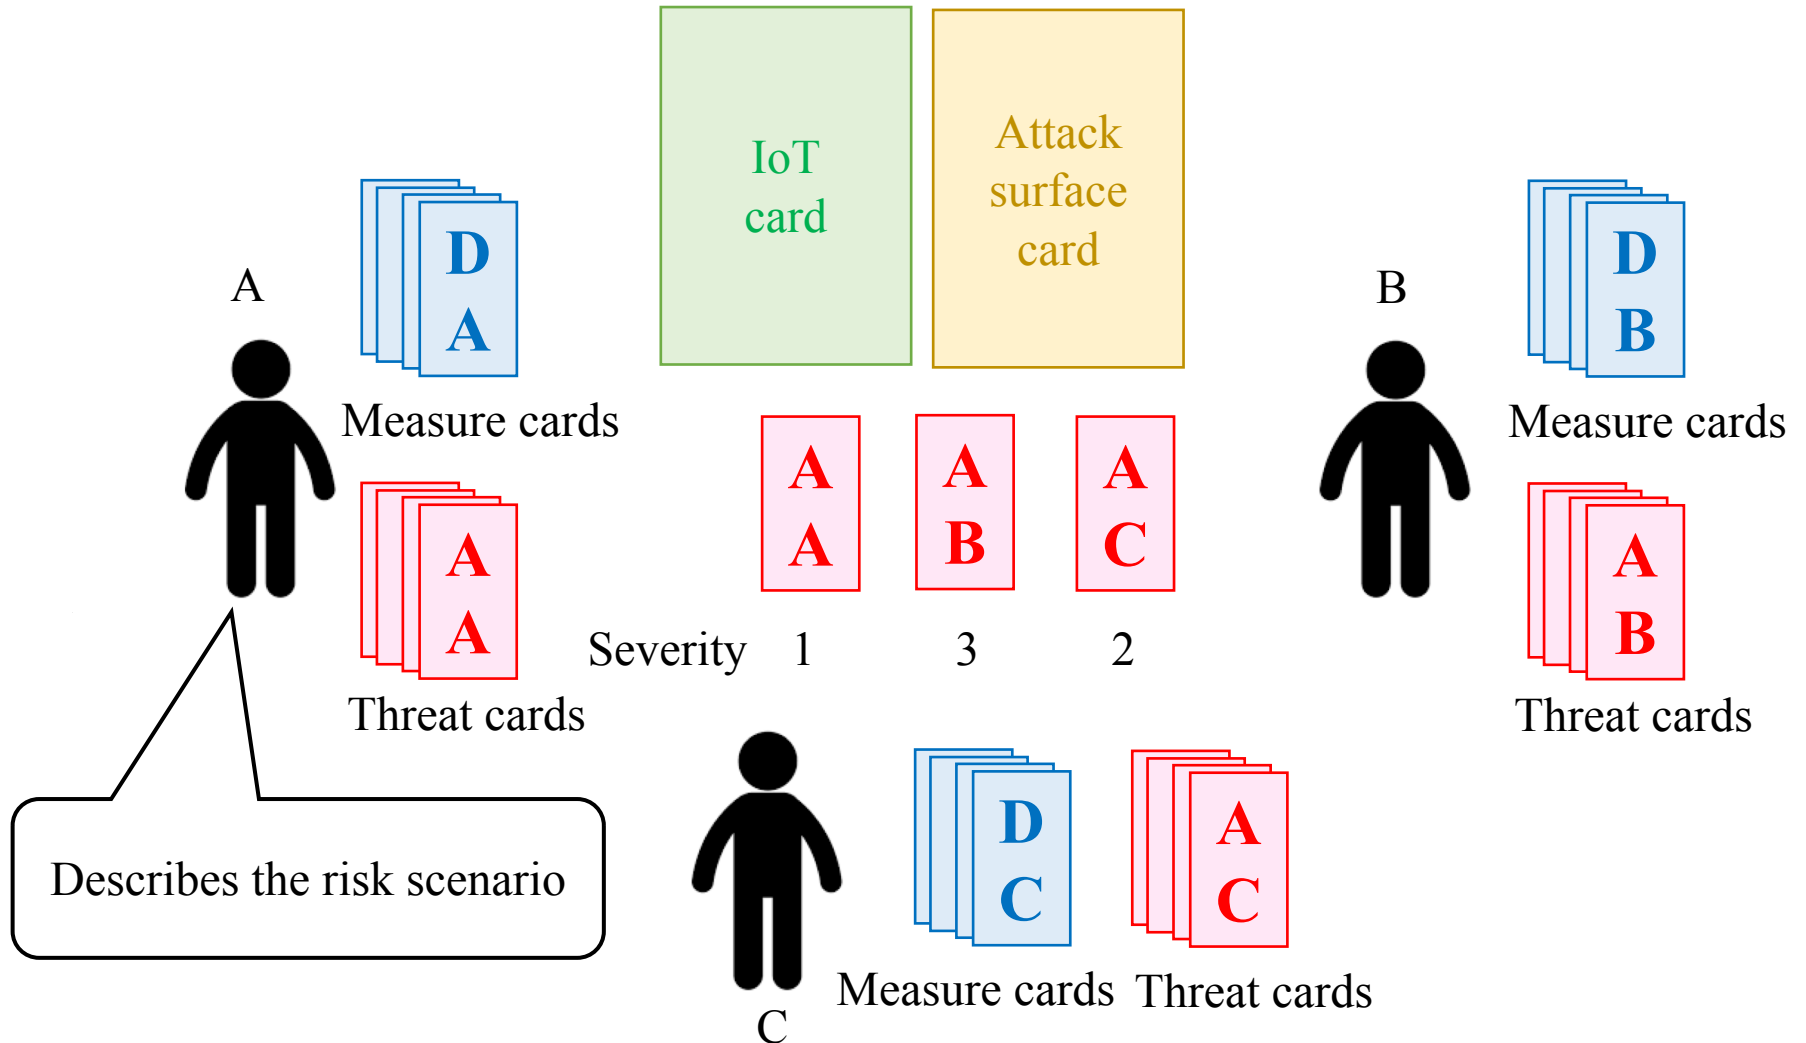 IoT
card
Attack
surface
card
A
D
A
Measure cards
A
A
Threat cards
B
D
B
Measure cards
A
B
Threat cards
A
A
A
B
A
C
Severity 1 3 2
Describes the risk scenario
C
D
C
Measure cards
A
C
Threat cards